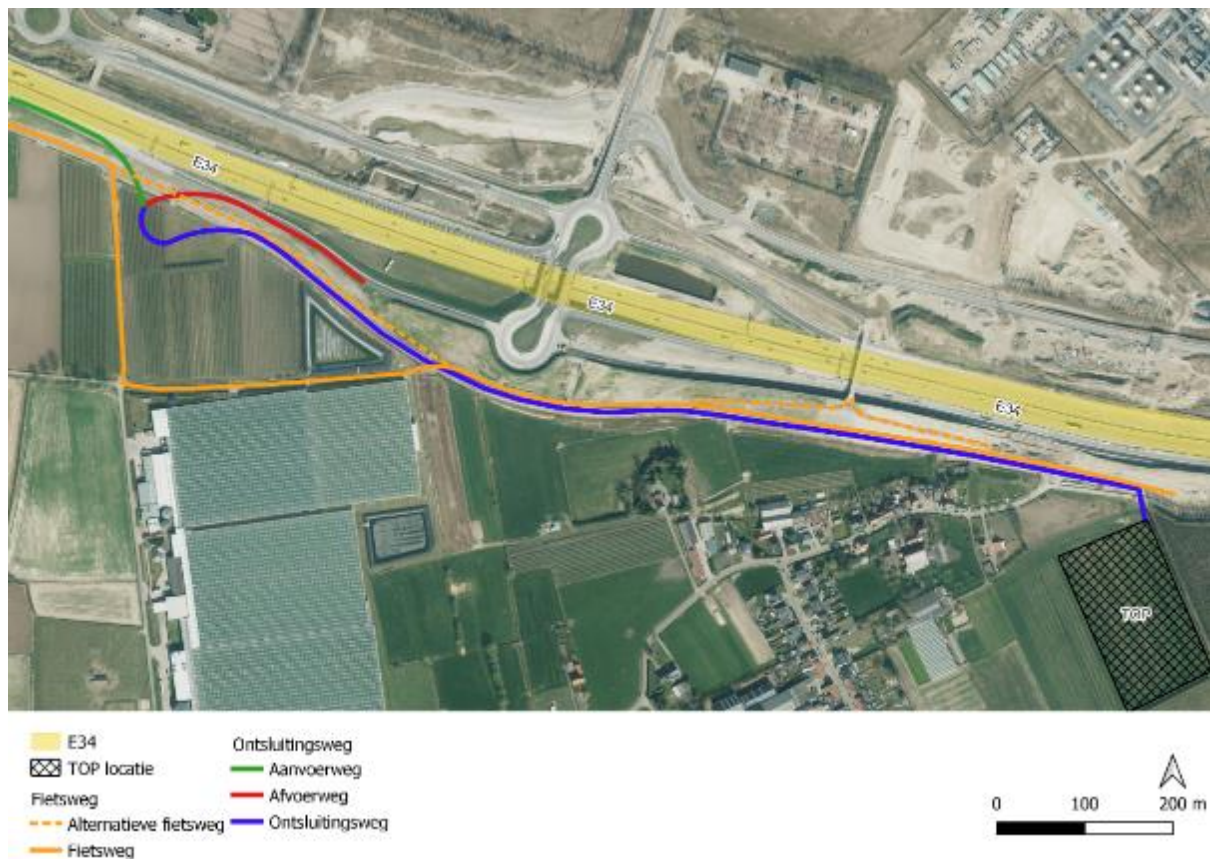 E34
E34
E34
TOP
E34
TOP locatie
Fietsweg
Alternatieve fietsweg
Fietsweg
Ontsluitingsweg
Aanvoerweg
Afvoerweg
Ontsluitingsweg
0 100 200 m